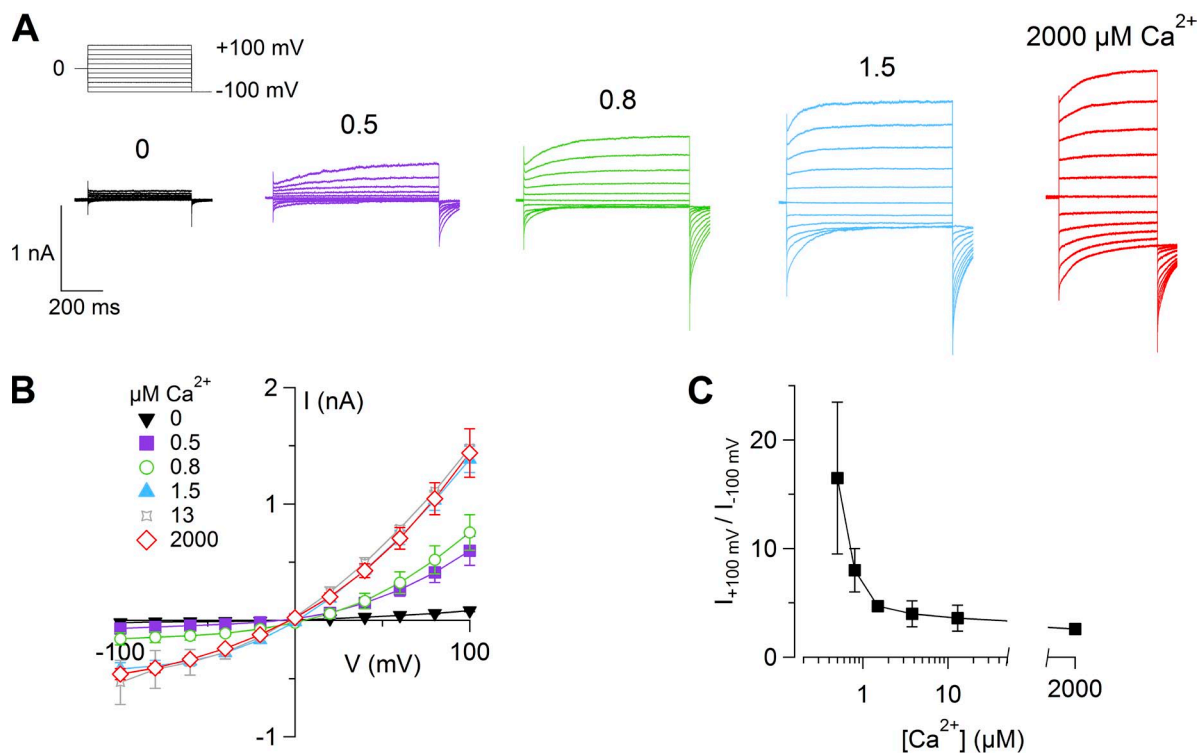 A
+100 mV
0
-100 mV
0
0.5
0.8
1.5
2000 µM Ca²⁺
1 nA
200 ms
B
µM Ca²⁺
0
0.5
0.8
1.5
13
2000
2
I (nA)
1
-100
V (mV)
100
-1
C
I+100 mV / I-100 mV
20
10
0
1
10
2000
[Ca²⁺] (µM)